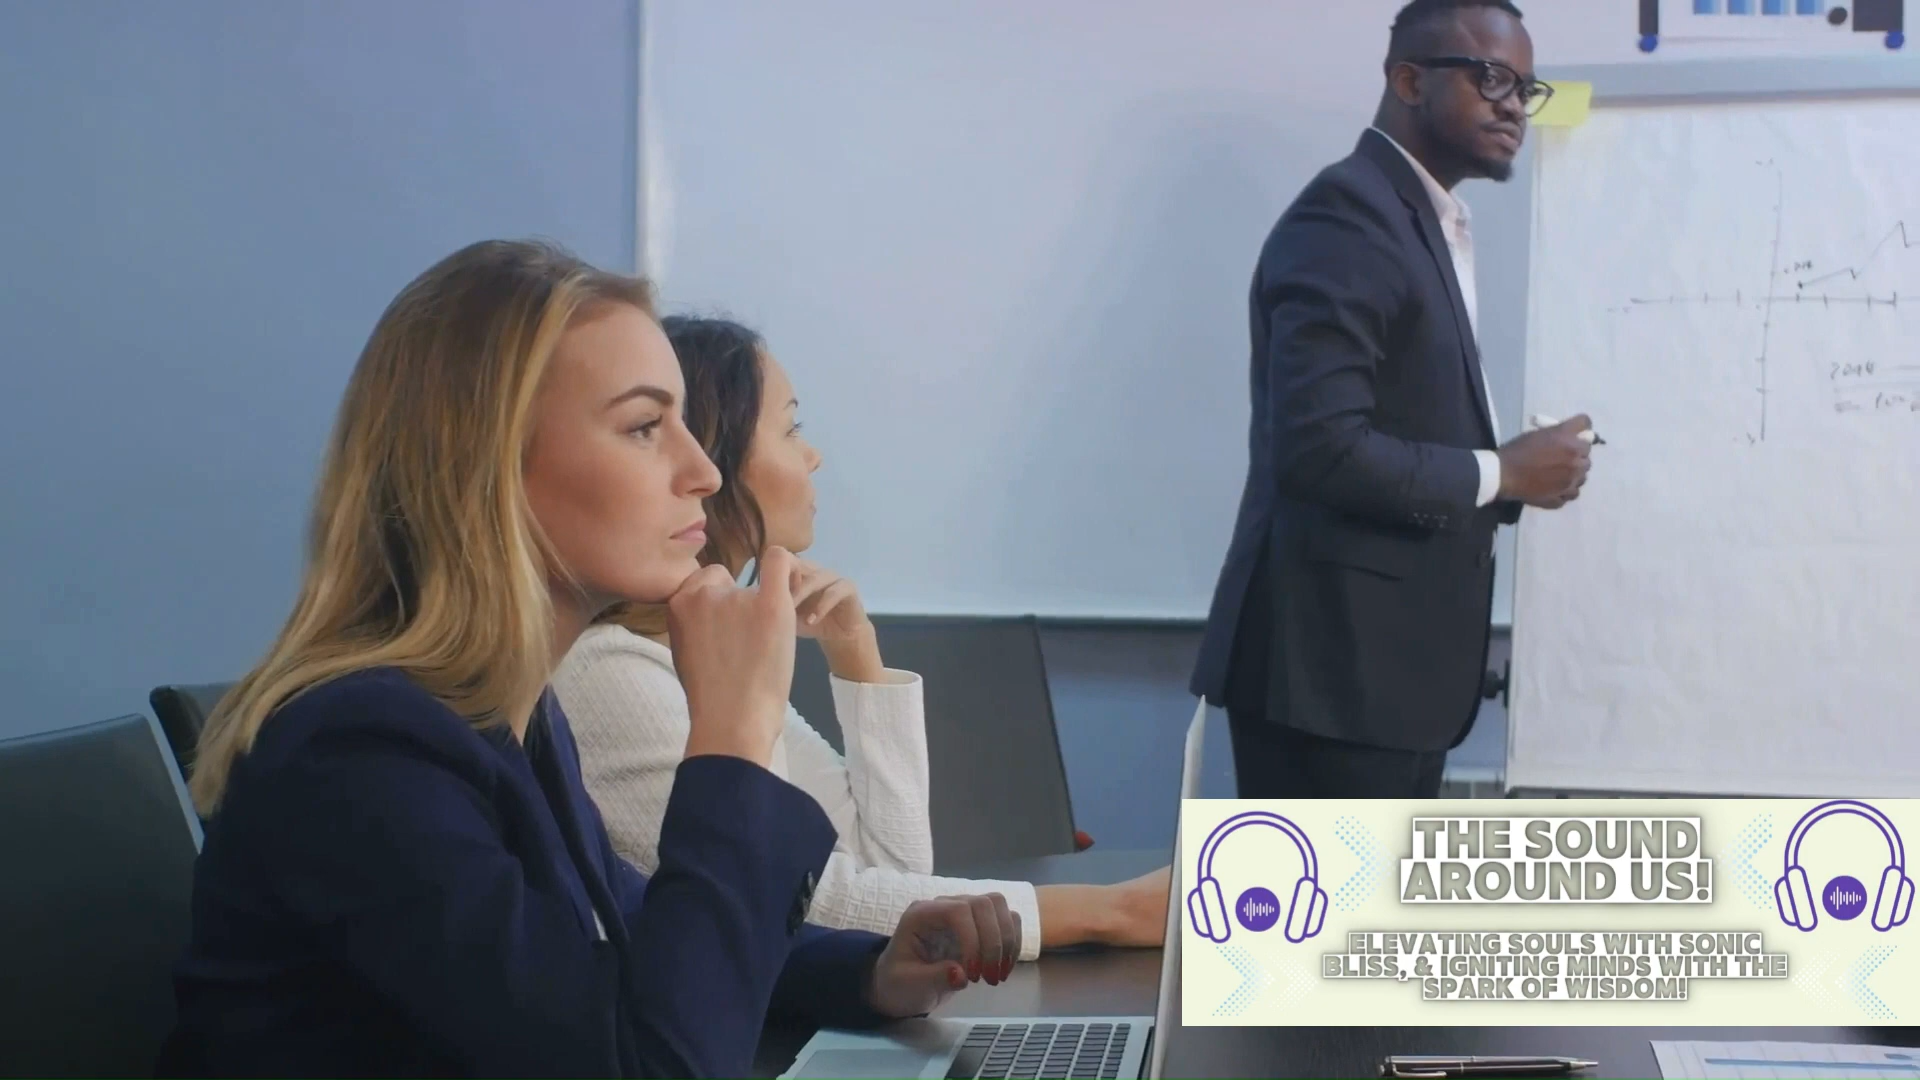 THE SOUND
AROUND US!
ELEVATING SOULS WITH SONIC
BLISS, & IGNITING MINDS WITH THE
SPARK OF WISDOM!